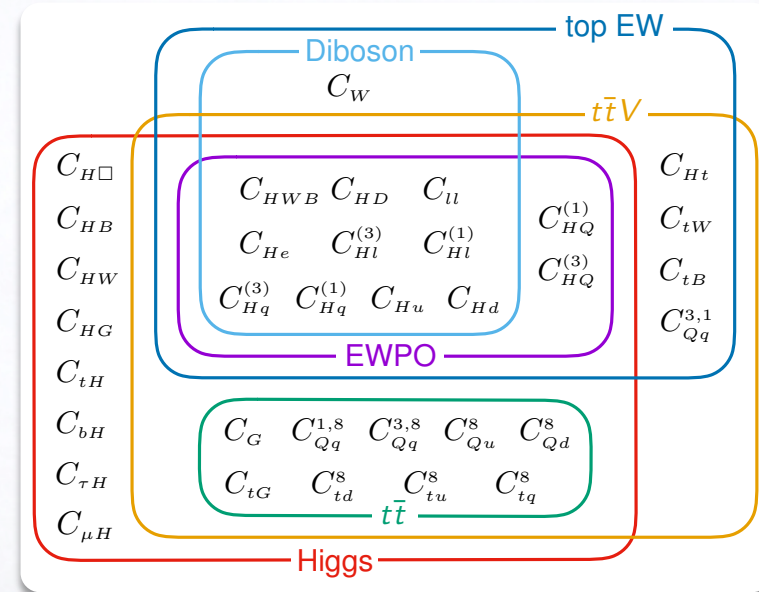 top EW
Diboson
C_W
t\bar{t}V
C_{H□}
C_{HB}
C_{HW}
C_{HG}
C_{tH}
C_{bH}
C_{τH}
C_{μH}
C_{HWB} C_{HD} C_{ll}
C_{He} C_{Hl}^{(3)} C_{Hl}^{(1)}
C_{Hq}^{(3)} C_{Hq}^{(1)} C_{Hu} C_{Hd}
C_{HQ}^{(1)}
C_{HQ}^{(3)}
C_{Ht}
C_{tW}
C_{tB}
C_{Qq}^{3,1}
EWPO
C_G C_{Qq}^{1,8} C_{Qq}^{3,8} C_{Qu}^{8} C_{Qd}^{8}
C_{tG} C_{td}^{8} C_{tu}^{8} C_{tq}^{8}
t\bar{t}
Higgs